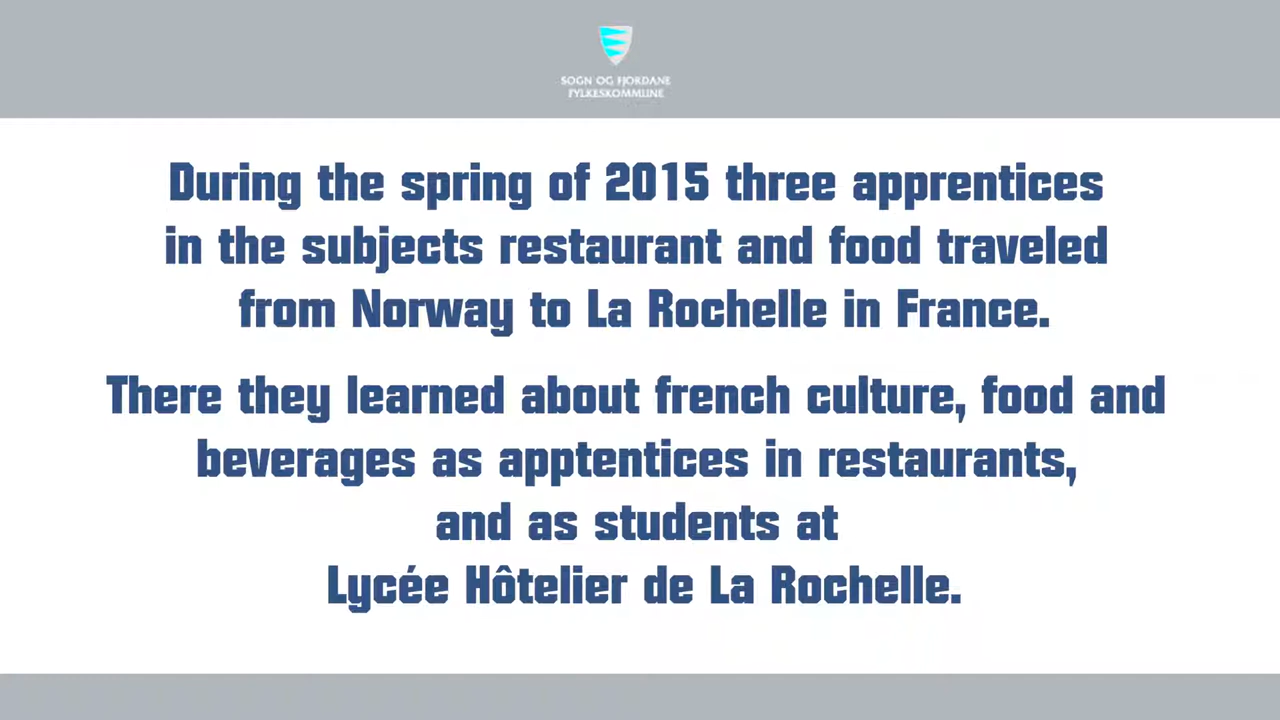 SOGN OG FJORDANE
FYLKESKOMMUNE
During the spring of 2015 three apprentices
in the subjects restaurant and food traveled
from Norway to La Rochelle in France.
There they learned about french culture, food and
beverages as apptentices in restaurants,
and as students at
Lycée Hôtelier de La Rochelle.